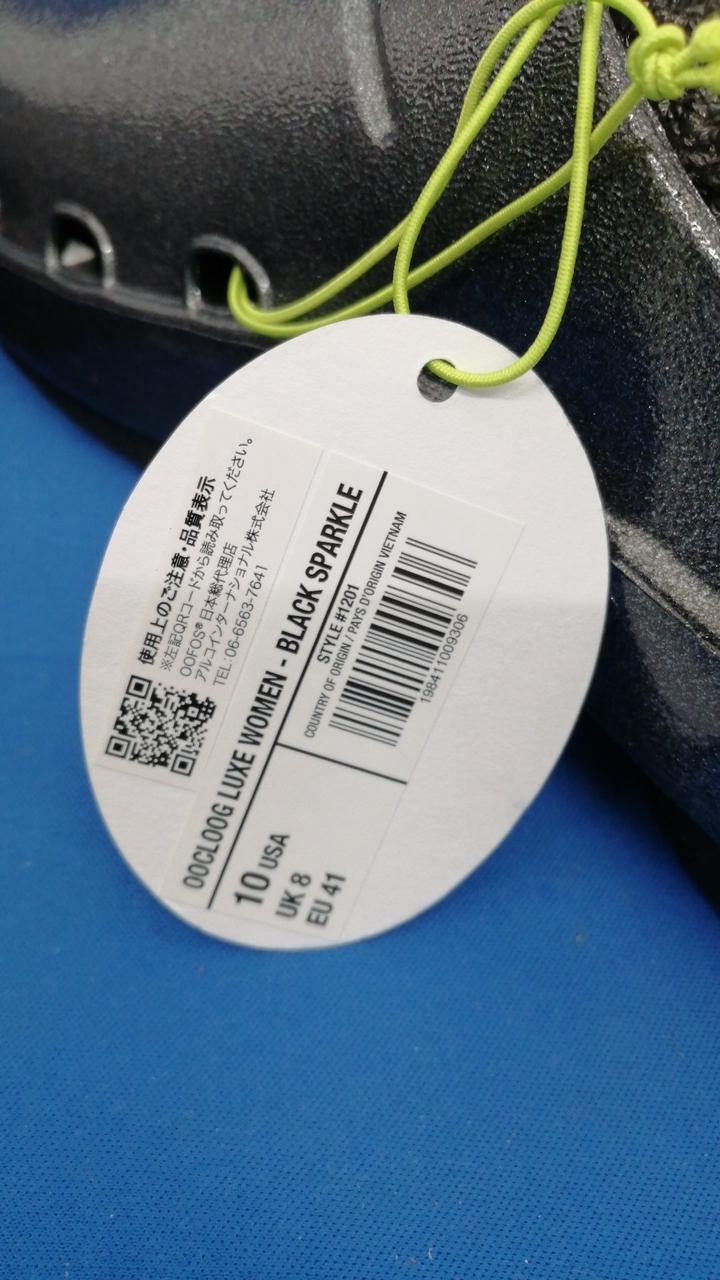 使用上のご注意・品質表示
※左記QRコードから読み取ってください。
OOFOS® 日本総代理店
アルコインターナショナル株式会社
TEL: 06-6563-7641
OOCLOOG LUXE WOMEN - BLACK SPARKLE
STYLE #1201
COUNTRY OF ORIGIN / PAYS D'ORIGIN VIETNAM
198411009306
10 USA
UK 8
EU 41